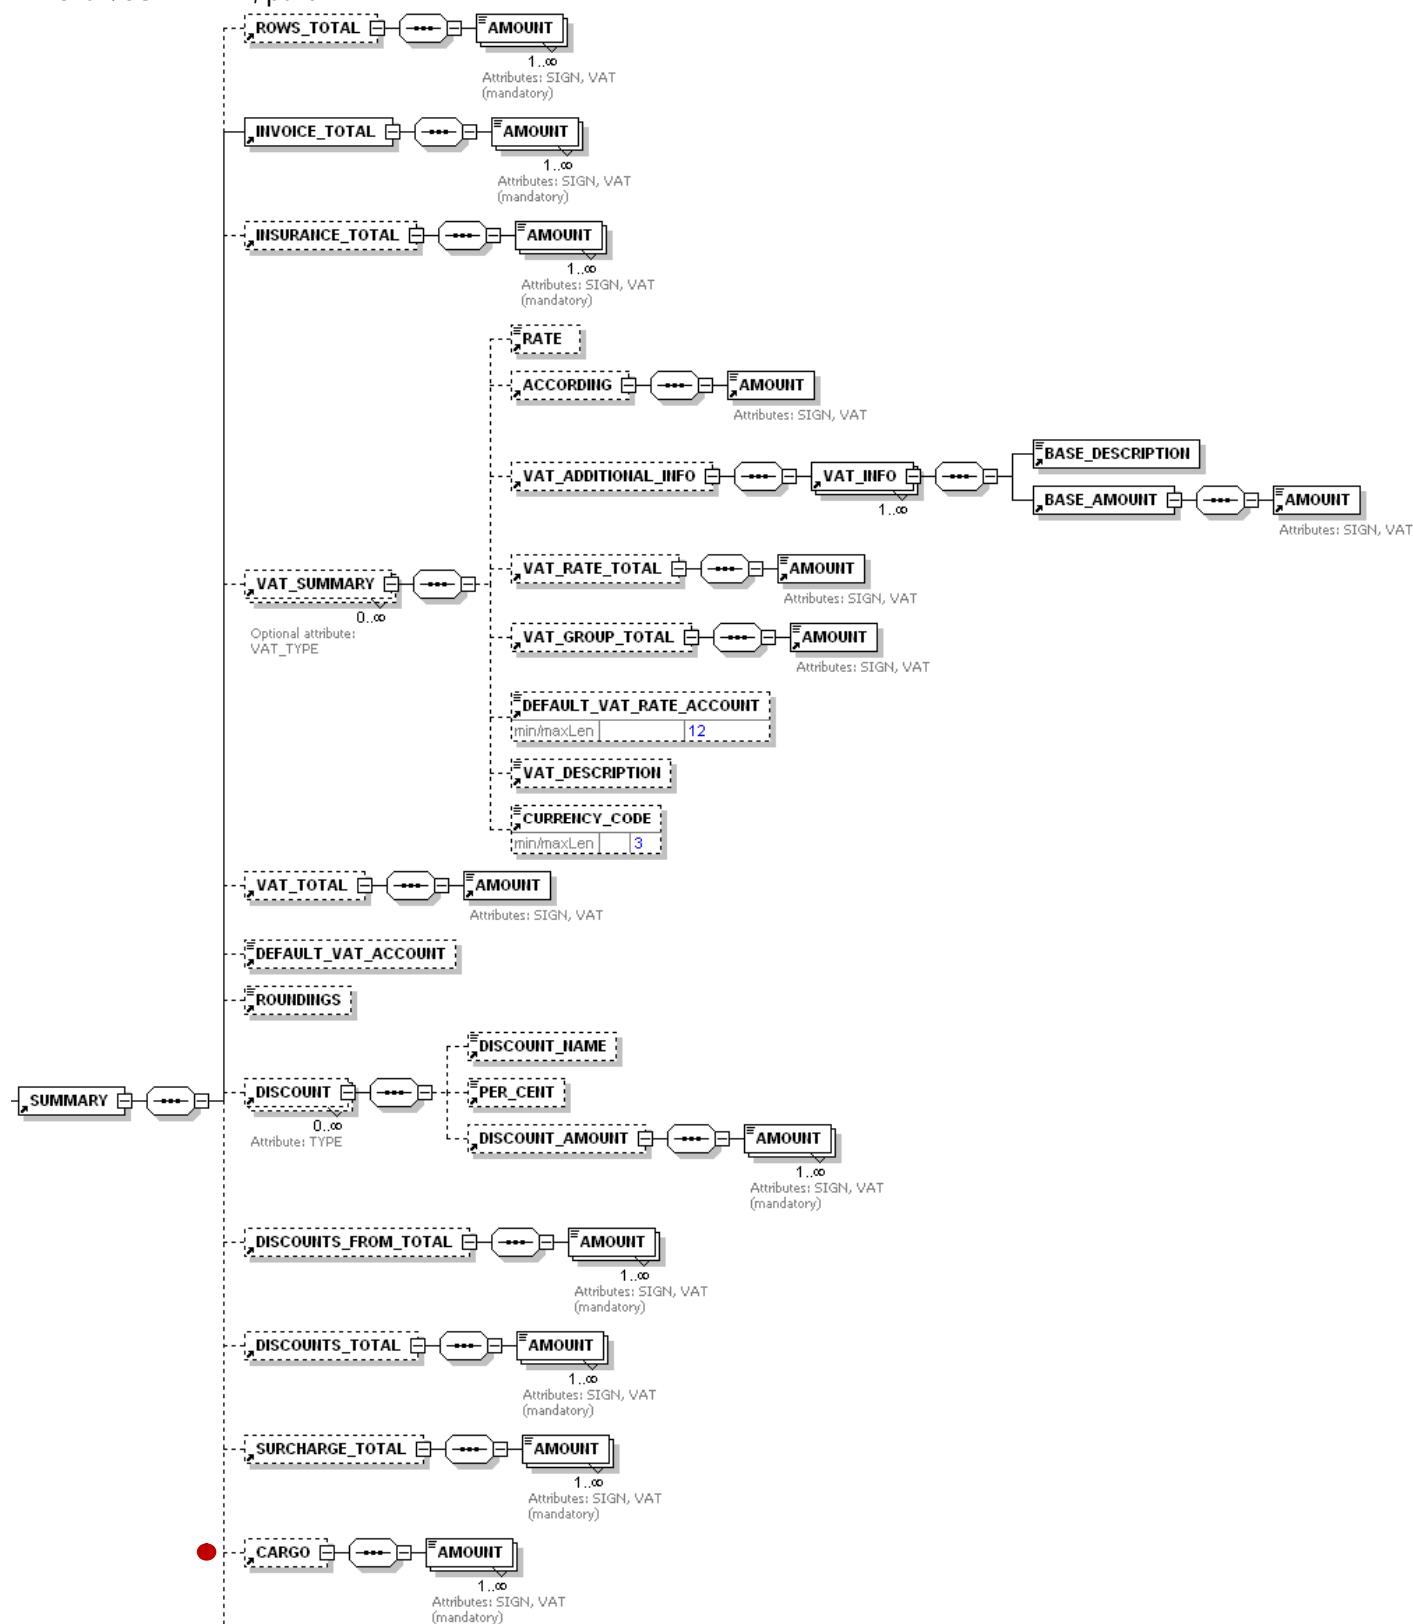 ROWS_TOTAL
AMOUNT
1..∞
Attributes: SIGN, VAT
(mandatory)
INVOICE_TOTAL
AMOUNT
1..∞
Attributes: SIGN, VAT
(mandatory)
INSURANCE_TOTAL
AMOUNT
1..∞
Attributes: SIGN, VAT
(mandatory)
RATE
ACCORDING
AMOUNT
Attributes: SIGN, VAT
VAT_ADDITIONAL_INFO
VAT_INFO
1..∞
BASE_DESCRIPTION
BASE_AMOUNT
AMOUNT
Attributes: SIGN, VAT
VAT_SUMMARY
0..∞
Optional attribute:
VAT_TYPE
VAT_RATE_TOTAL
AMOUNT
Attributes: SIGN, VAT
VAT_GROUP_TOTAL
AMOUNT
Attributes: SIGN, VAT
DEFAULT_VAT_RATE_ACCOUNT
min/maxLen 12
VAT_DESCRIPTION
CURRENCY_CODE
min/maxLen 3
VAT_TOTAL
AMOUNT
Attributes: SIGN, VAT
DEFAULT_VAT_ACCOUNT
ROUNDINGS
SUMMARY
DISCOUNT
0..∞
Attribute: TYPE
DISCOUNT_NAME
PER_CENT
DISCOUNT_AMOUNT
AMOUNT
1..∞
Attributes: SIGN, VAT
(mandatory)
DISCOUNTS_FROM_TOTAL
AMOUNT
1..∞
Attributes: SIGN, VAT
(mandatory)
DISCOUNTS_TOTAL
AMOUNT
1..∞
Attributes: SIGN, VAT
(mandatory)
SURCHARGE_TOTAL
AMOUNT
1..∞
Attributes: SIGN, VAT
(mandatory)
CARGO
AMOUNT
1..∞
Attributes: SIGN, VAT
(mandatory)